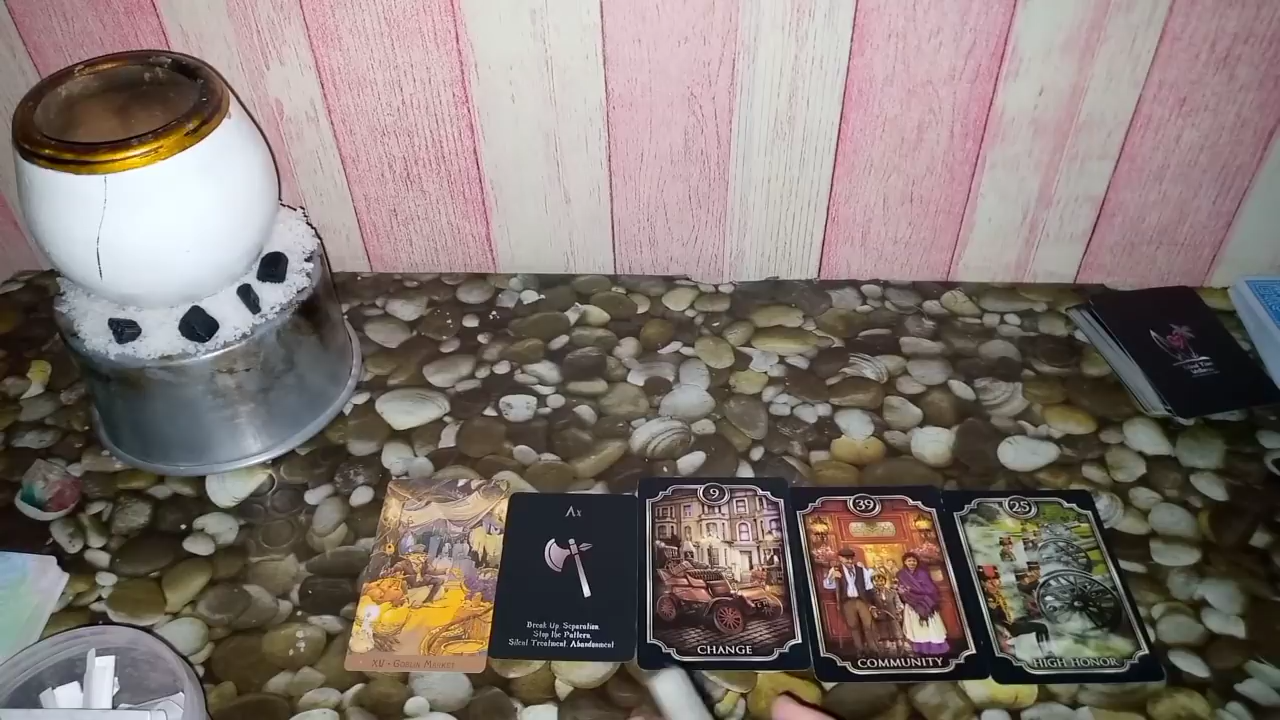 XV - Goblin Market
Ax
Break Up. Separation.
Stop the Pattern.
Silent Treatment. Abandonment
9
CHANGE
39
COMMUNITY
25
HIGH HONOR